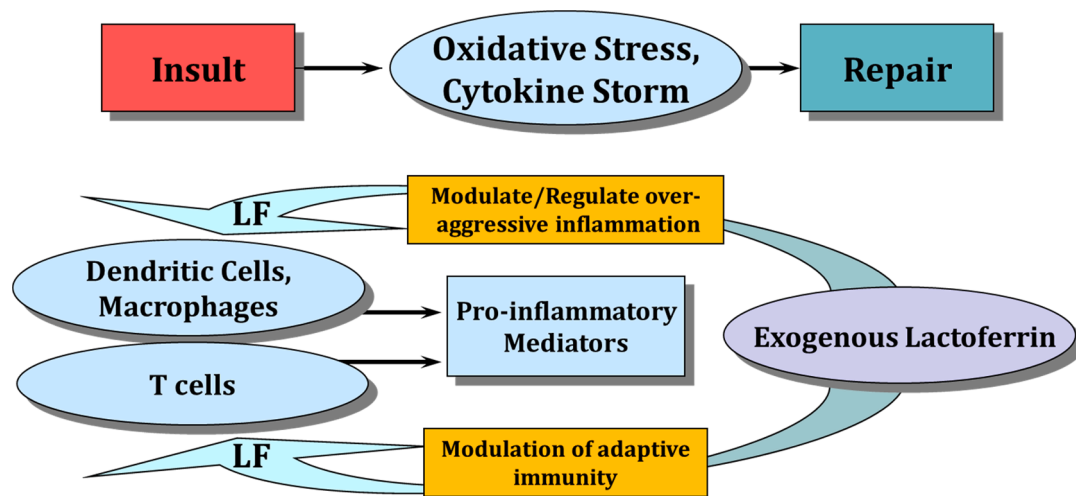 Insult
Oxidative Stress,
Cytokine Storm
Repair
LF
Modulate/Regulate over-
aggressive inflammation
Dendritic Cells,
Macrophages
Pro-inflammatory
Mediators
Exogenous Lactoferrin
T cells
LF
Modulation of adaptive
immunity